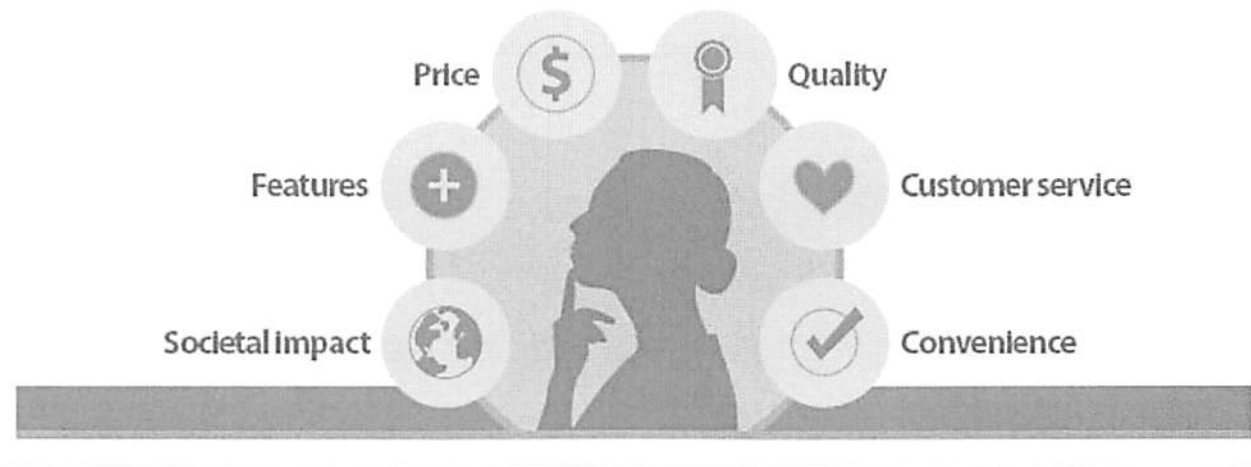 Price
Quality
Features
Customer service
Societal impact
Convenience